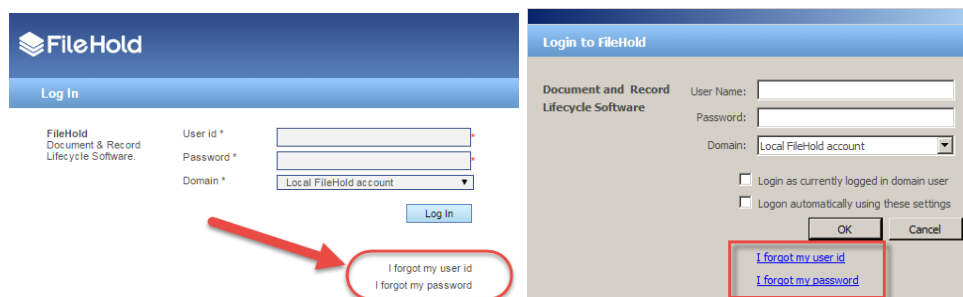 FileHold
Log In
FileHold
Document & Record
Lifecycle Software.
User id *
*
Password *
*
Domain *
Local FileHold account
Log In
I forgot my user id
I forgot my password
Login to FileHold
Document and Record
Lifecycle Software
User Name:
Password:
Domain:
Local FileHold account
Login as currently logged in domain user
Logon automatically using these settings
OK
Cancel
I forgot my user id
I forgot my password